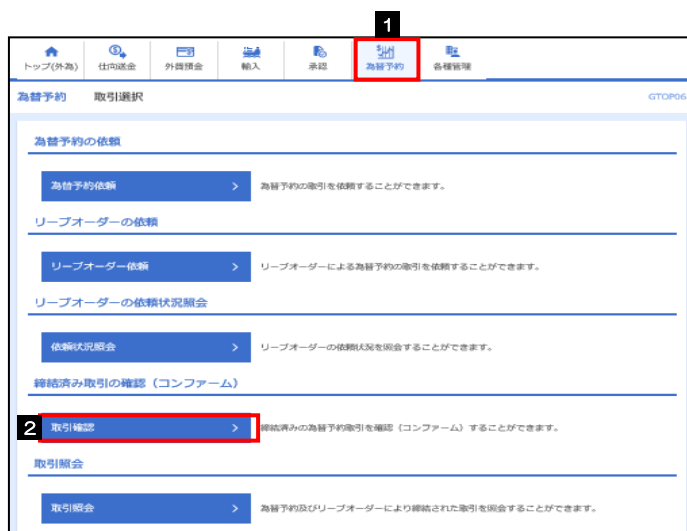 1
トップ(外為) 仕向送金 外貨預金 輸入 承認 為替予約 各種管理
為替予約 取引選択 GTOP06
為替予約の依頼
為替予約依頼 > 為替予約の取引を依頼することができます。
リーブオーダーの依頼
リーブオーダー依頼 > リーブオーダーによる為替予約の取引を依頼することができます。
リーブオーダーの依頼状況照会
依頼状況照会 > リーブオーダーの依頼状況を照会することができます。
締結済み取引の確認（コンファーム）
2 取引確認 > 締結済みの為替予約取引を確認（コンファーム）することができます。
取引照会
取引照会 > 為替予約及びリーブオーダーにより締結された取引を照会することができます。